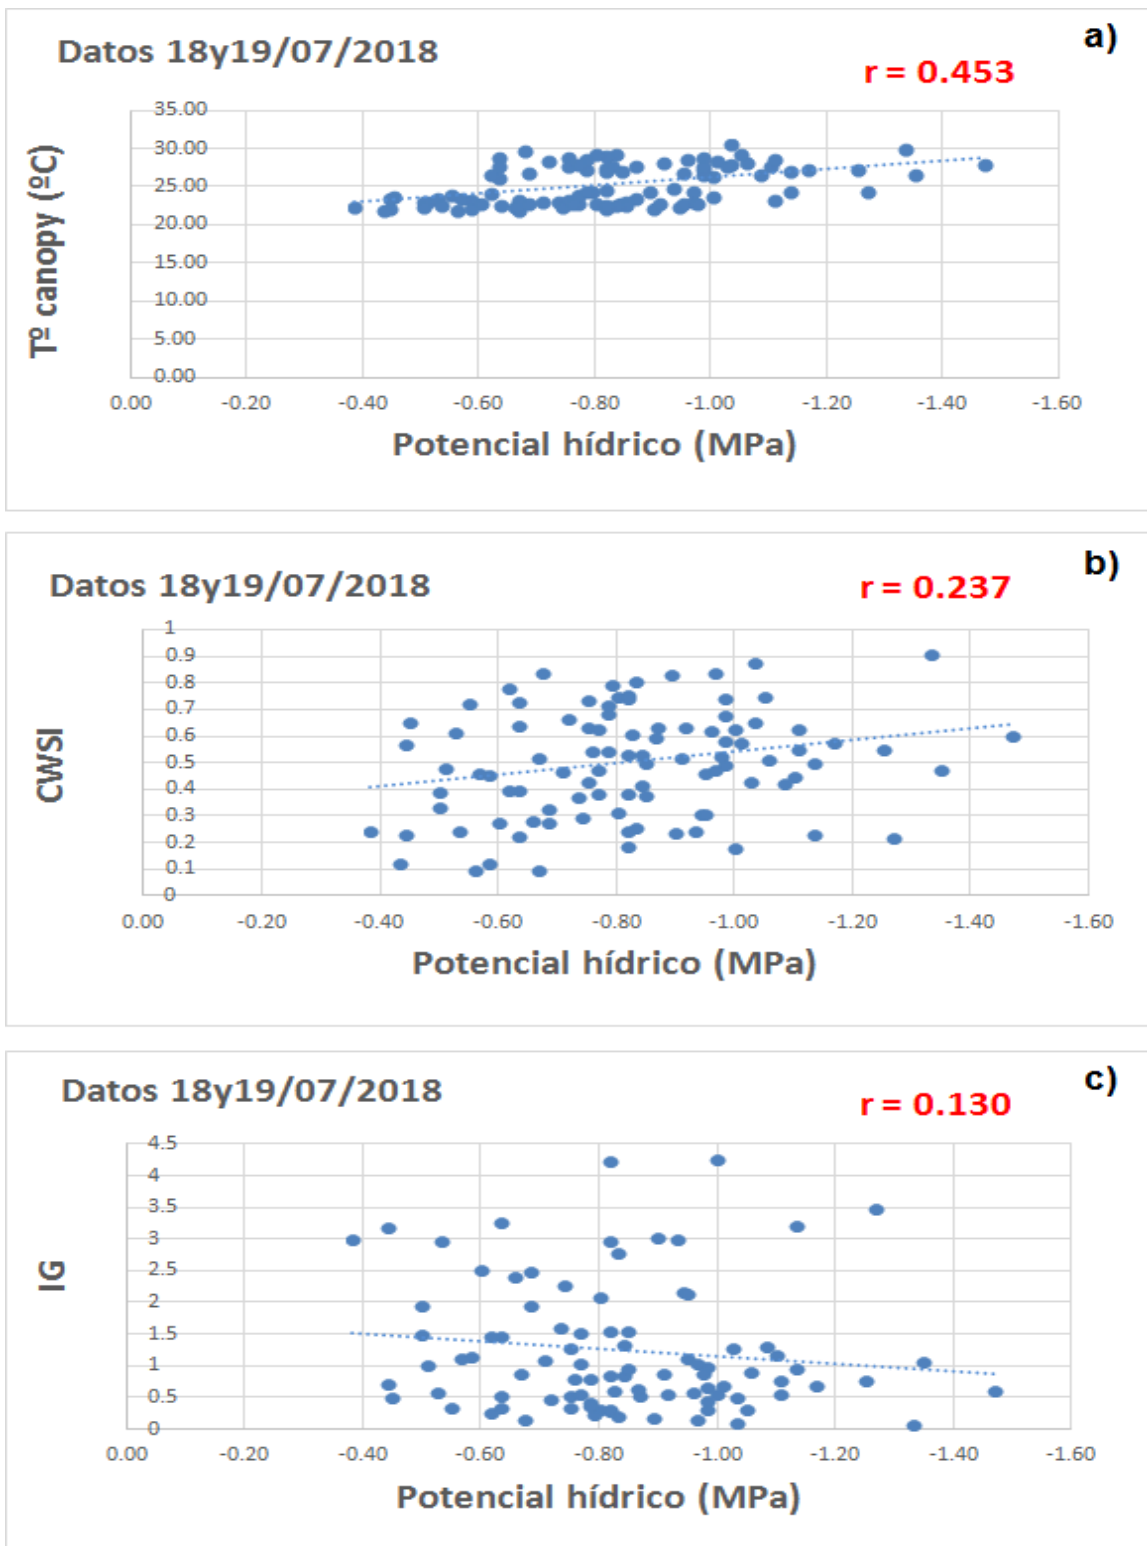 a)
Datos 18y19/07/2018
r = 0.453
35.00
30.00
25.00
20.00
15.00
10.00
5.00
0.00
Tº canopy (ºC)
0.00 -0.20 -0.40 -0.60 -0.80 -1.00 -1.20 -1.40 -1.60
Potencial hídrico (MPa)
b)
Datos 18y19/07/2018
r = 0.237
1
0.9
0.8
0.7
0.6
0.5
0.4
0.3
0.2
0.1
0
CWSI
0.00 -0.20 -0.40 -0.60 -0.80 -1.00 -1.20 -1.40 -1.60
Potencial hídrico (MPa)
c)
Datos 18y19/07/2018
r = 0.130
4.5
4
3.5
3
2.5
2
1.5
1
0.5
0
IG
0.00 -0.20 -0.40 -0.60 -0.80 -1.00 -1.20 -1.40 -1.60
Potencial hídrico (MPa)